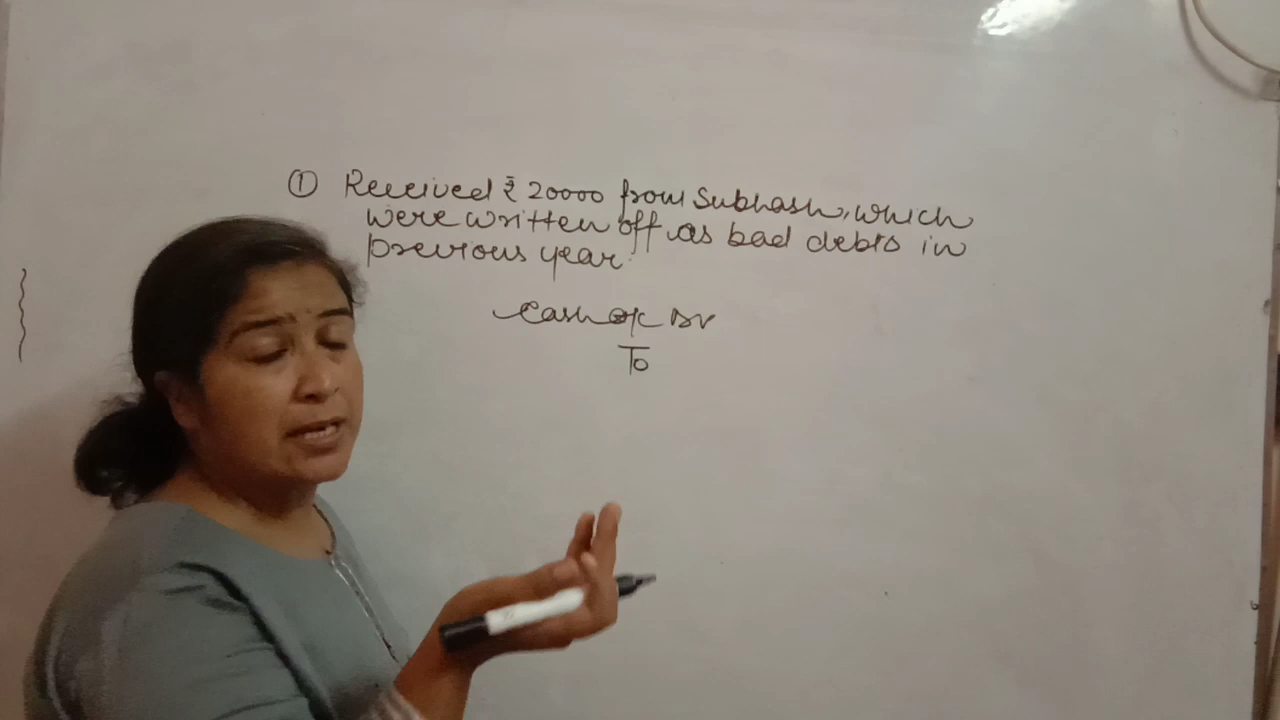 ① Received ₹ 20000 from Subhash, which
were written off as bad debts in
previous year.
Cash a/c Dr
To